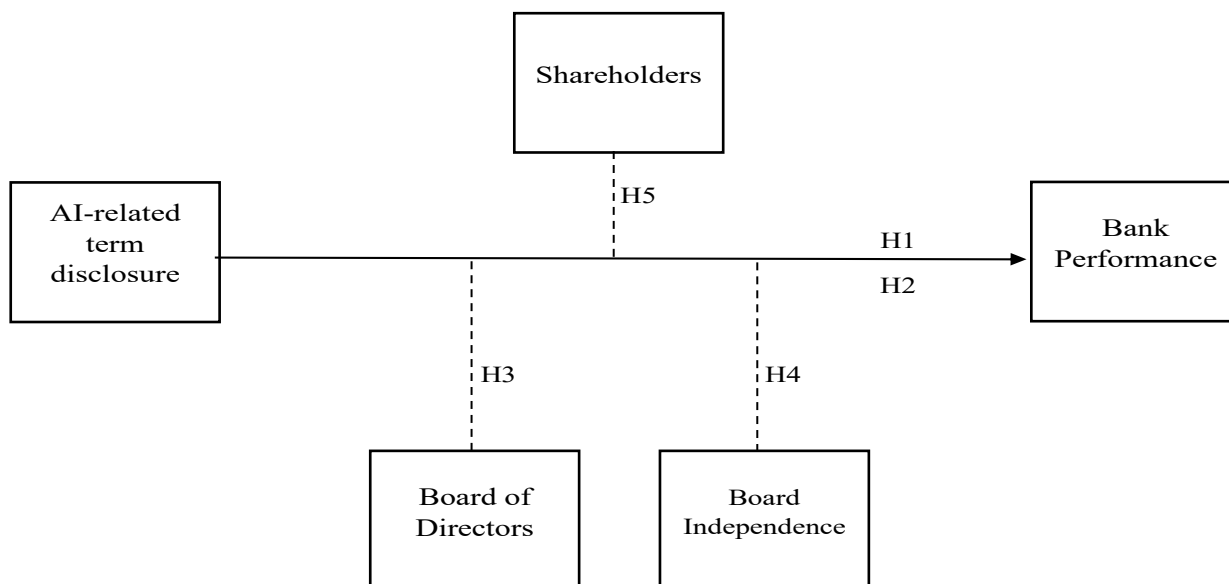 Shareholders
H5
AI-related
term
disclosure
H1
H2
Bank
Performance
H3
H4
Board of
Directors
Board
Independence